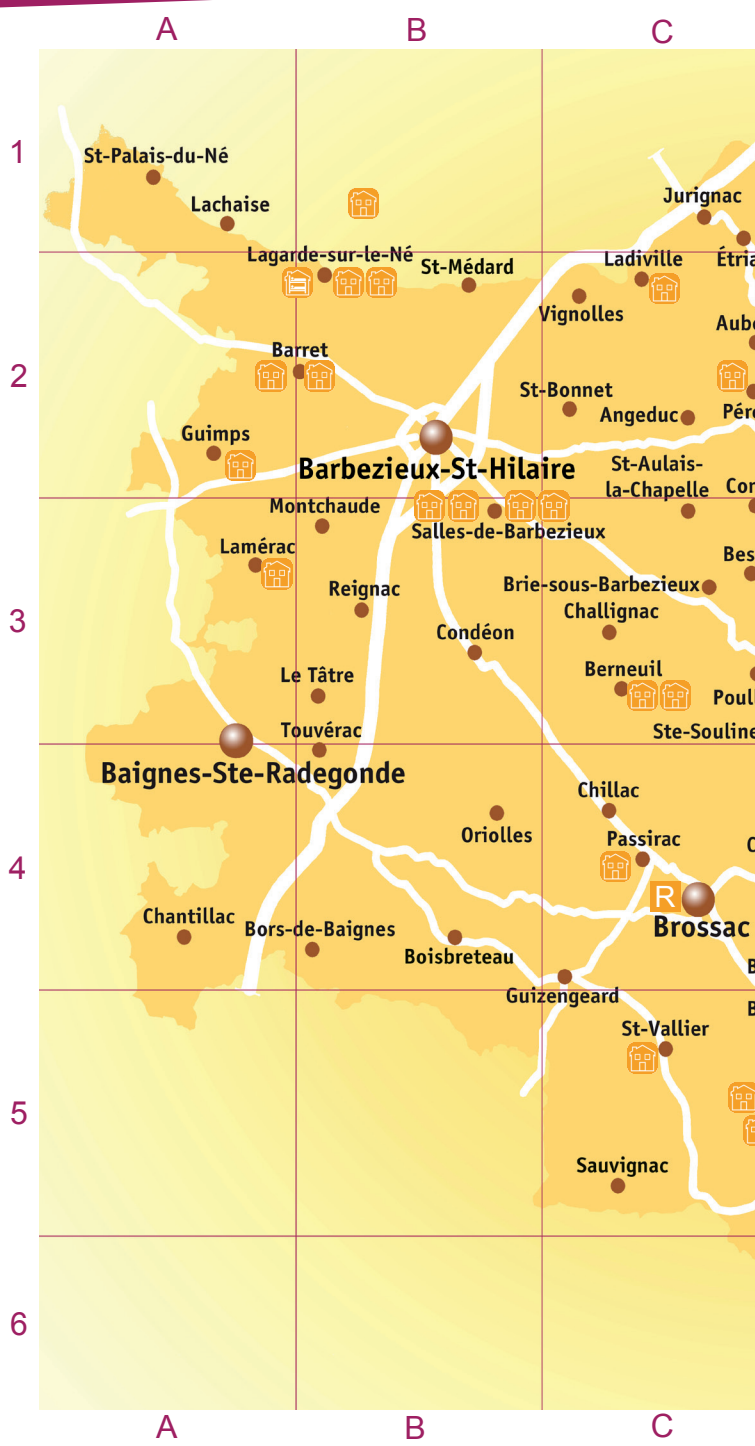 A B C
1
St-Palais-du-Né
Lachaise
Jurignac
Lagarde-sur-le-Né
St-Médard
Ladiville
Vignolles
2
Barret
St-Bonnet
Angeduc
Guimps
Barbezieux-St-Hilaire
St-Aulais-
la-Chapelle
Montchaude
Salles-de-Barbezieux
Lamérac
Reignac
Brie-sous-Barbezieux
3
Challignac
Condéon
Le Tâtre
Berneuil
Touvérac
Ste-Souline
Baignes-Ste-Radegonde
Chillac
Oriolles
Passirac
4
R
Chantillac
Bors-de-Baignes
Brossac
Boisbreteau
Guizengeard
St-Vallier
5
Sauvignac
6
A B C